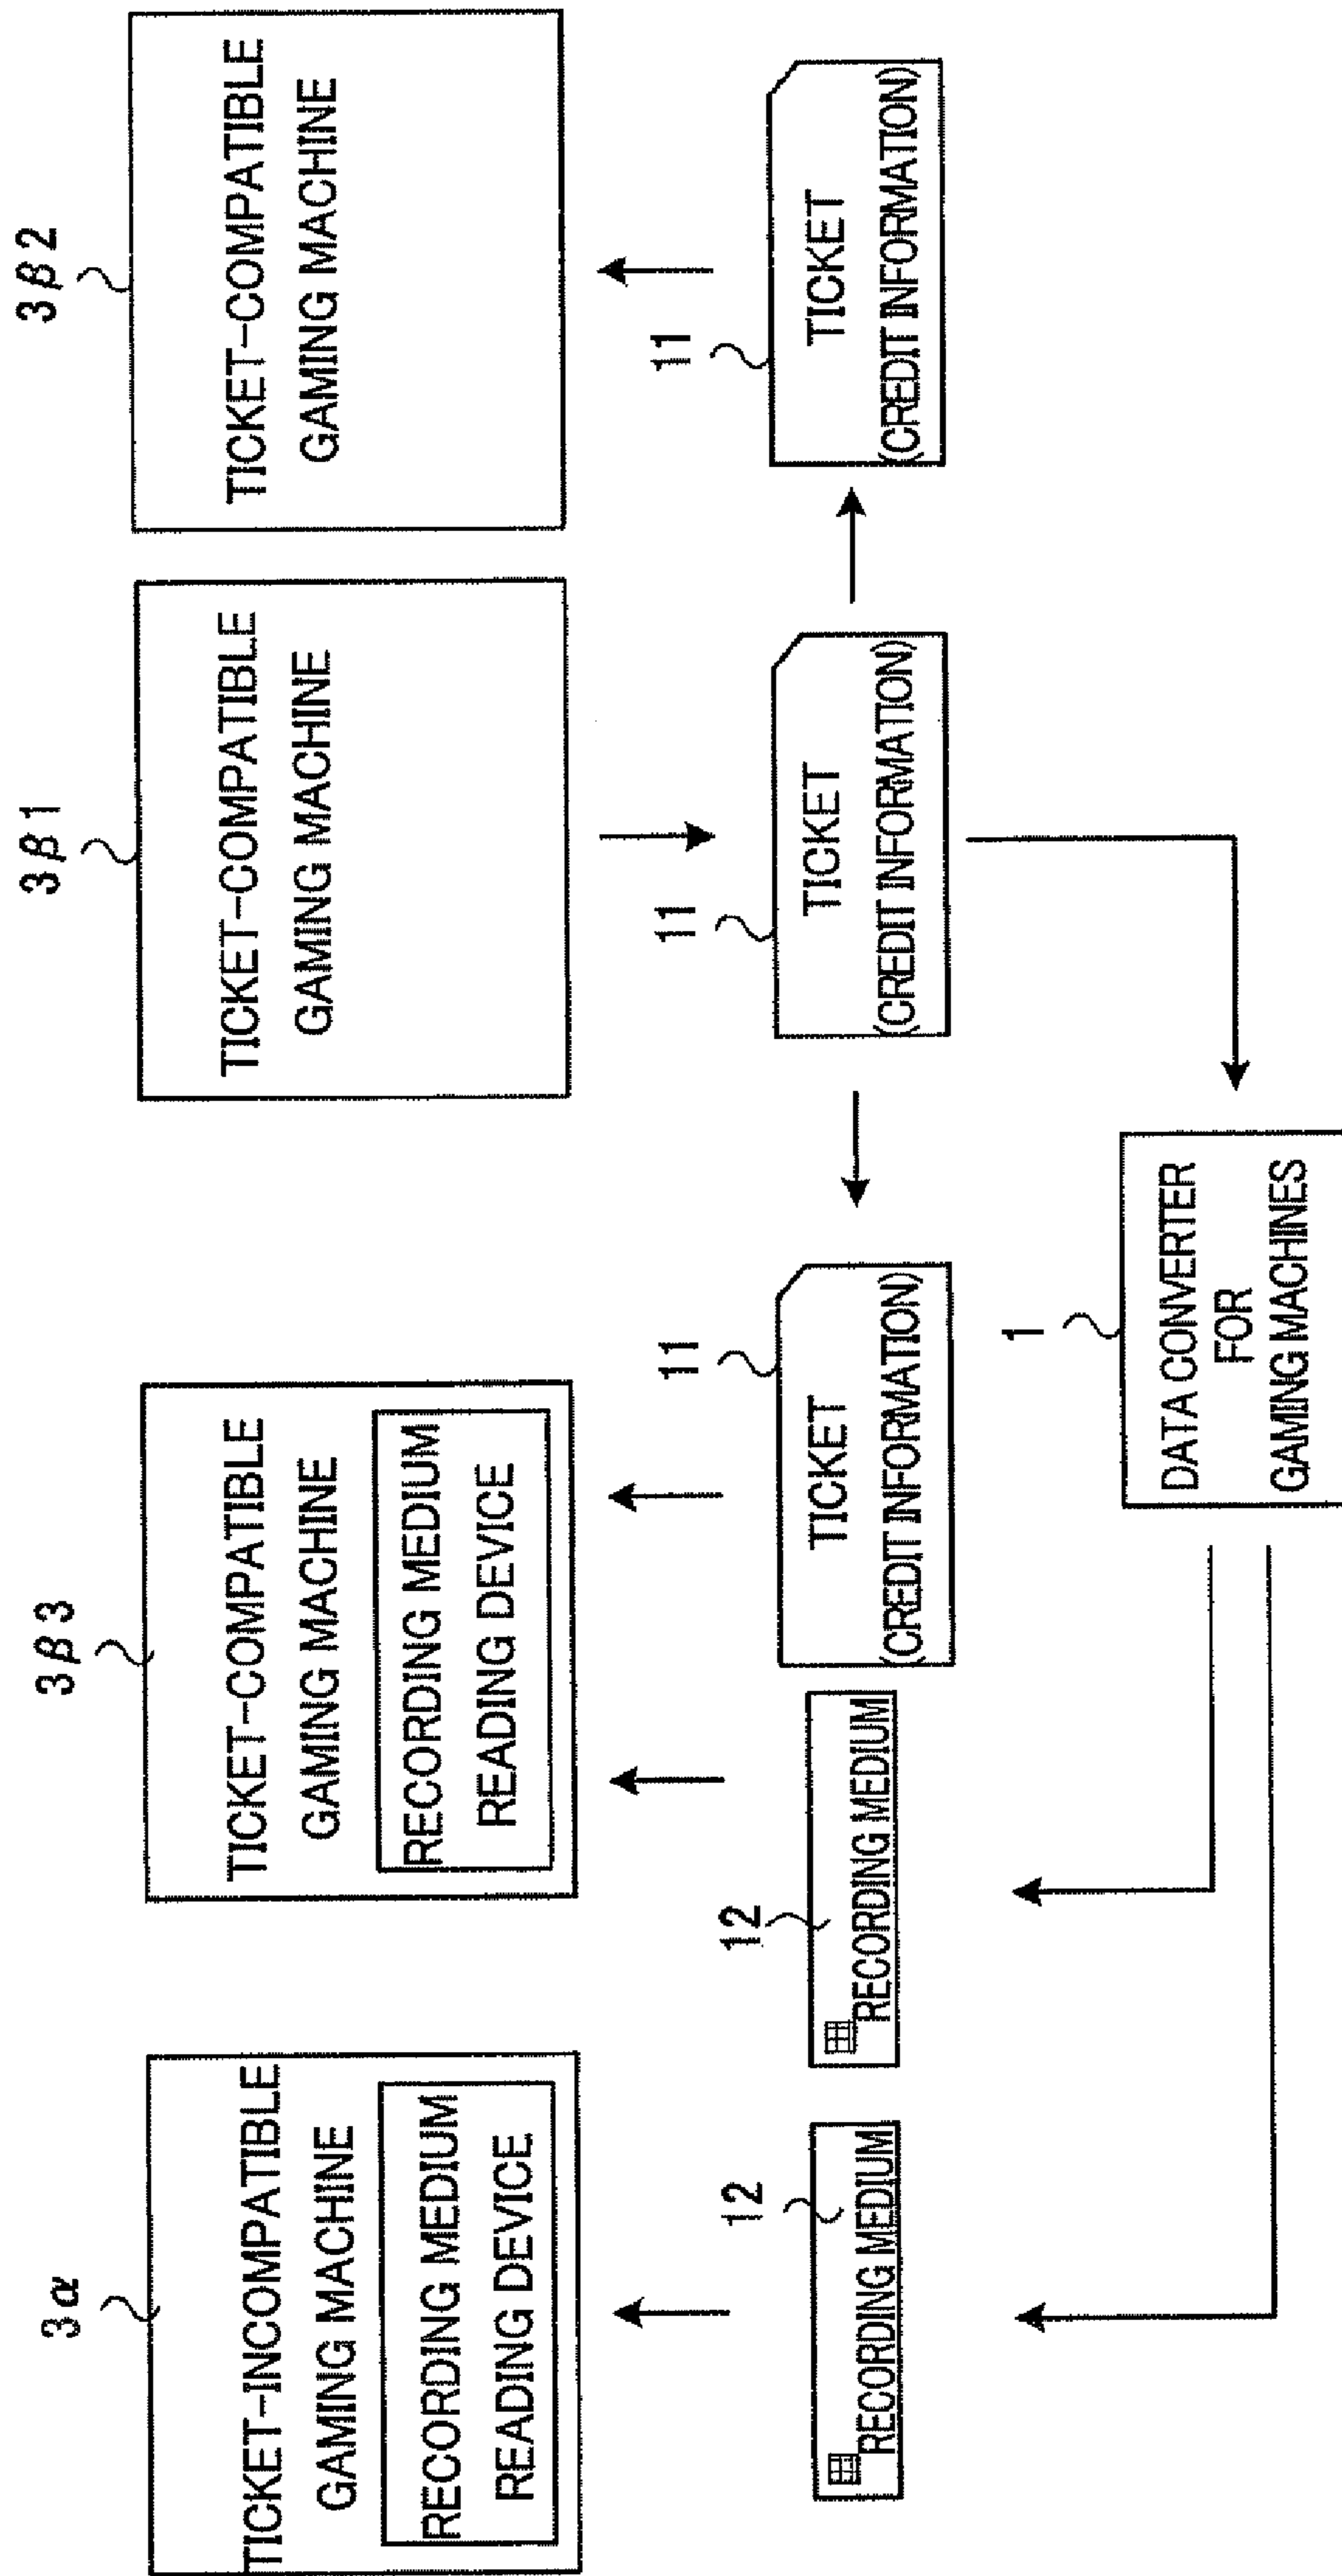 3α
TICKET-INCOMPATIBLE
GAMING MACHINE
RECORDING MEDIUM
READING DEVICE
3β3
TICKET-COMPATIBLE
GAMING MACHINE
RECORDING MEDIUM
READING DEVICE
3β1
TICKET-COMPATIBLE
GAMING MACHINE
3β2
TICKET-COMPATIBLE
GAMING MACHINE
12
RECORDING MEDIUM
12
RECORDING MEDIUM
11
TICKET
(CREDIT INFORMATION)
11
TICKET
(CREDIT INFORMATION)
11
TICKET
(CREDIT INFORMATION)
1
DATA CONVERTER
FOR
GAMING MACHINES